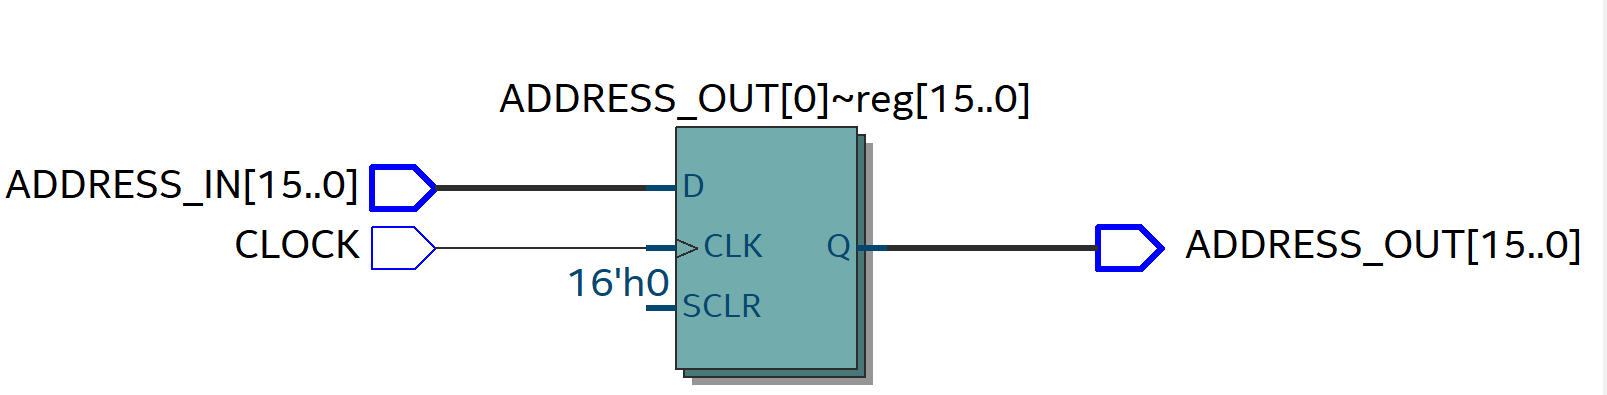 ADDRESS_OUT[0]~reg[15..0]
ADDRESS_IN[15..0]
D
CLOCK
CLK
Q
ADDRESS_OUT[15..0]
16'h0
SCLR